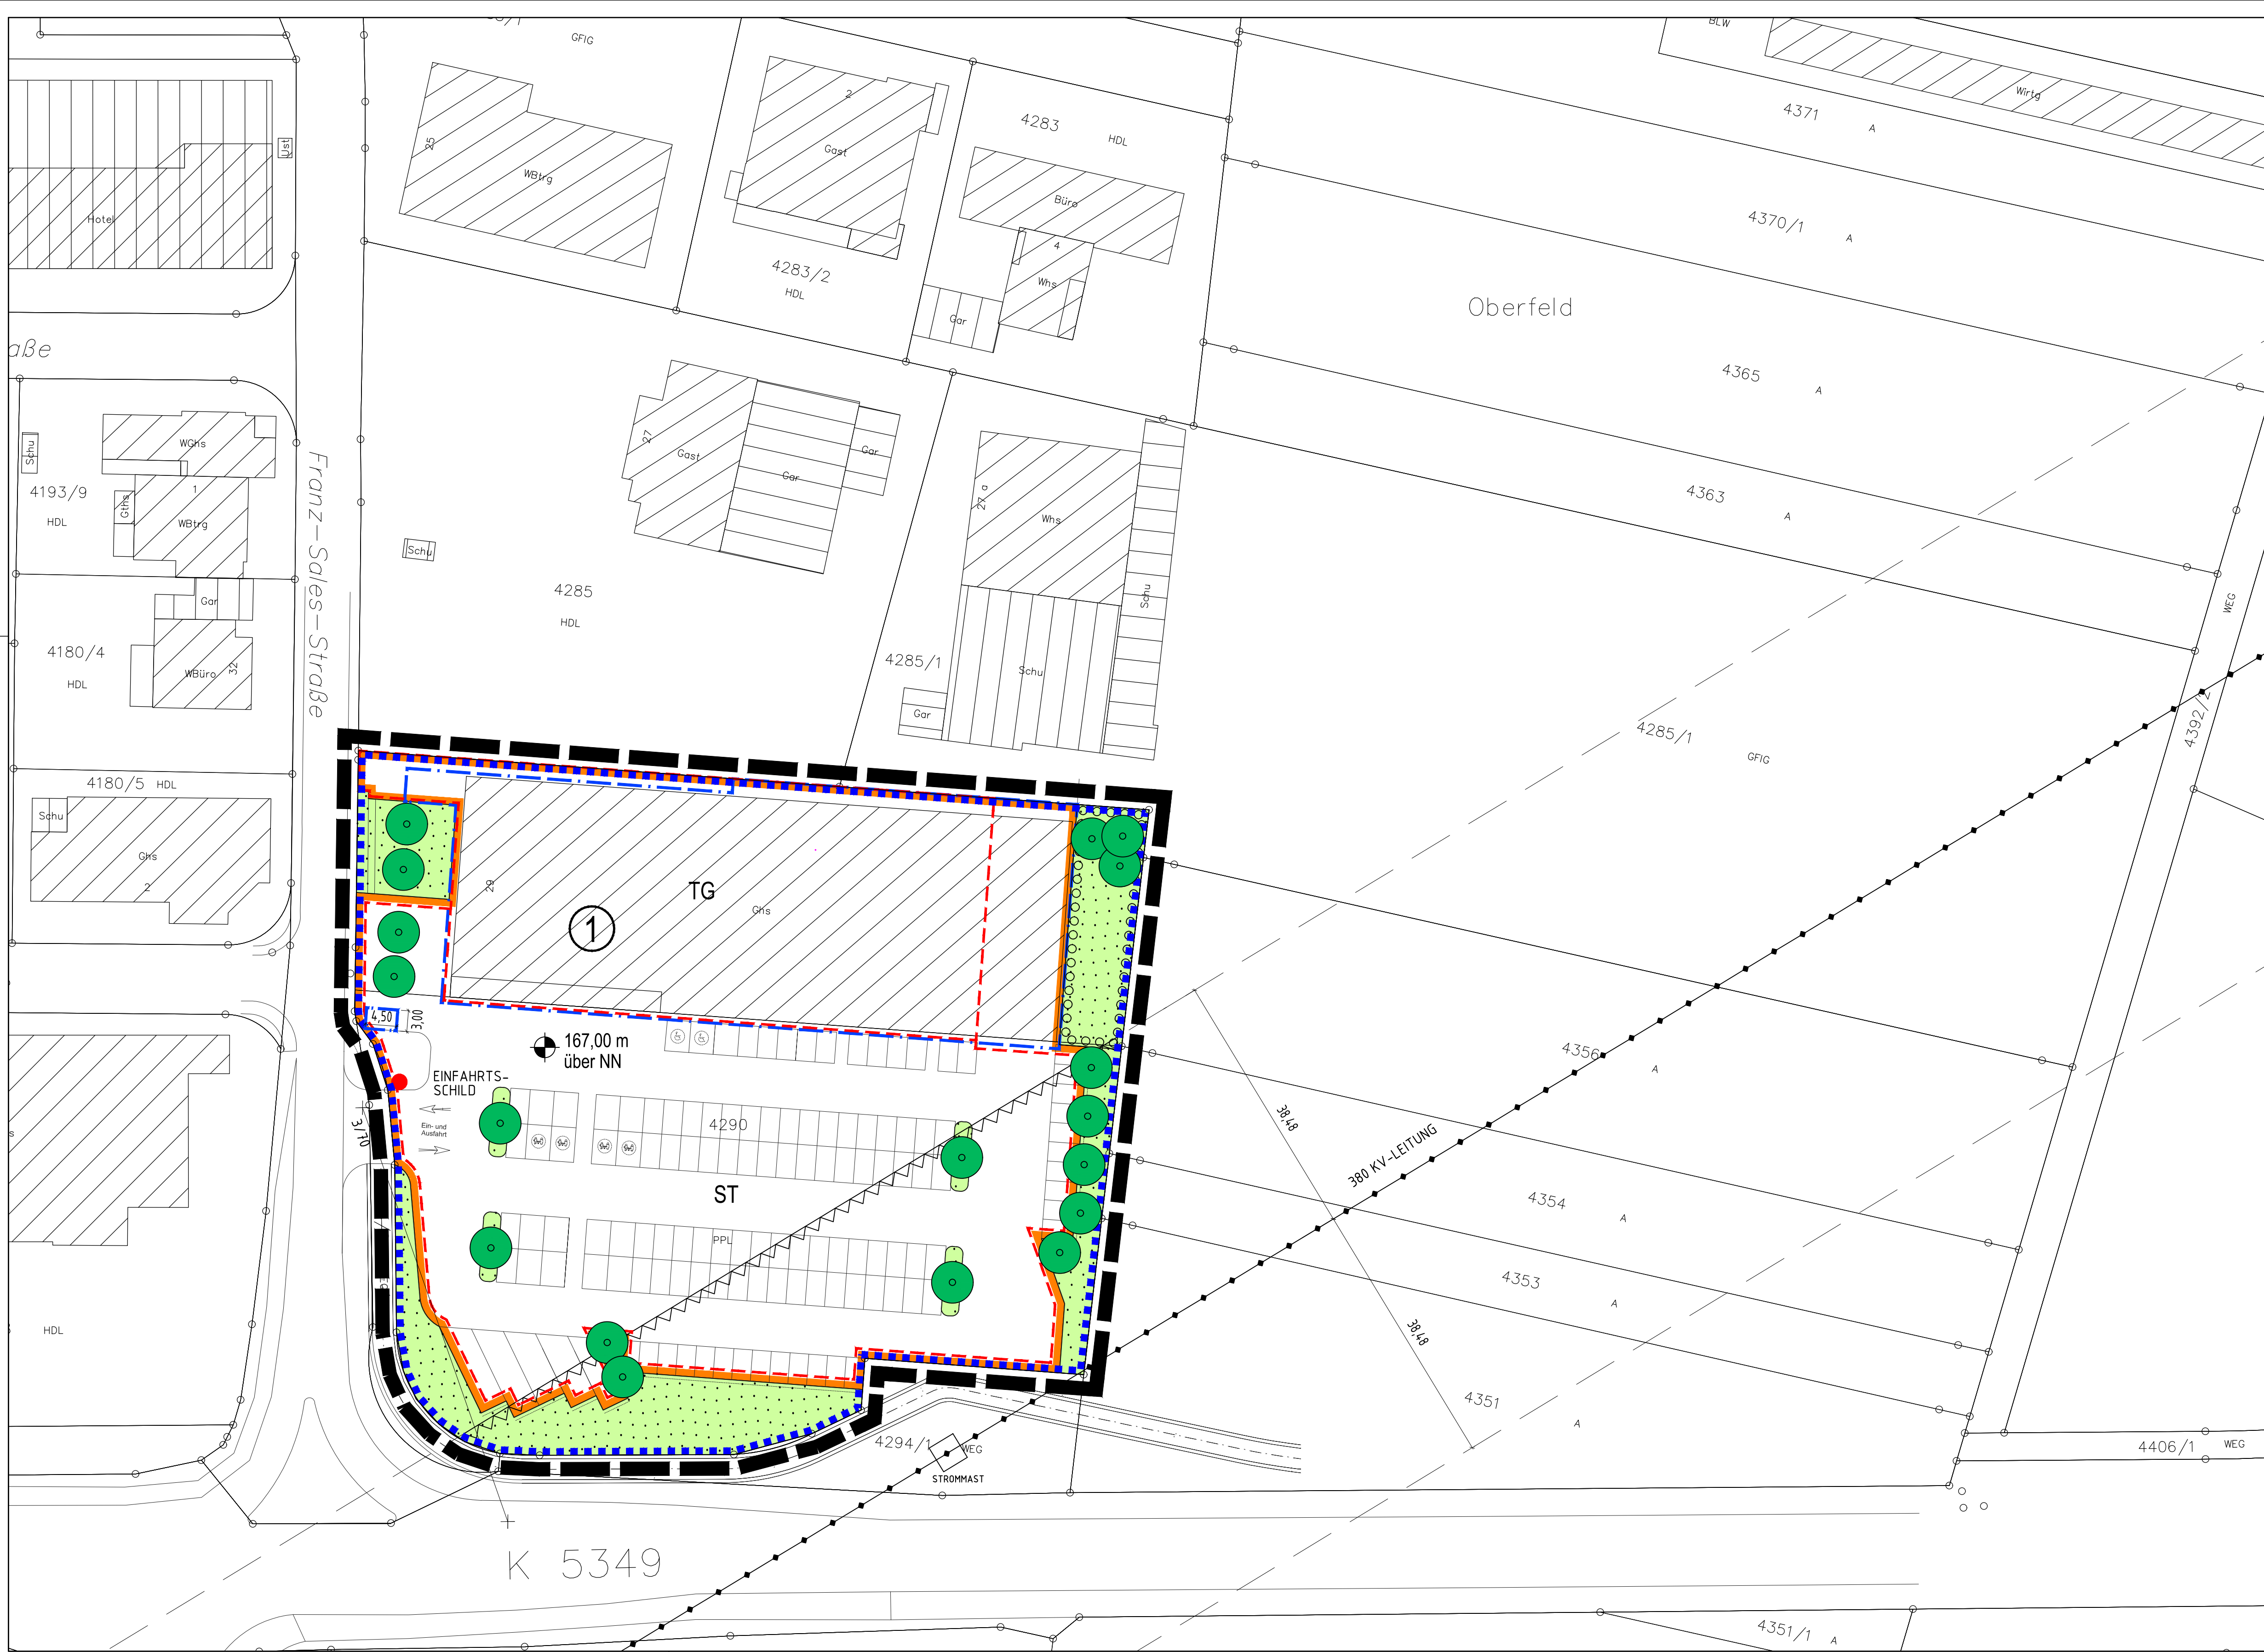 GFIG
BLW
Wirtg
4371
A
25
WBtrg
2
Gast
4283
HDL
Büro
4
Whs
Gar
4283/2
HDL
4370/1
A
Ust
Hotel
Oberfeld
aße
4365
A
Schu
WGhs
1
4193/9
HDL
Gths
WBtrg
Franz-Sales-Straße
27
Gast
Gar
Gar
27 a
Whs
Schu
4363
A
Schu
4285
HDL
Gar
4180/4
HDL
WBüro
32
WEG
4285/1
Schu
Gar
4285/1
GFIG
4392/2
4180/5 HDL
Schu
Ghs
2
29
TG
Ghs
1
4,50
3,00
167,00 m
über NN
EINFAHRTS-
SCHILD
Ein- und
Ausfahrt
3/70
4290
ST
PPL
4356
A
38,48
380 KV-LEITUNG
4354
A
4353
A
38,48
4351
A
s
HDL
4294/1
WEG
STROMMAST
4406/1
WEG
K 5349
4351/1
A